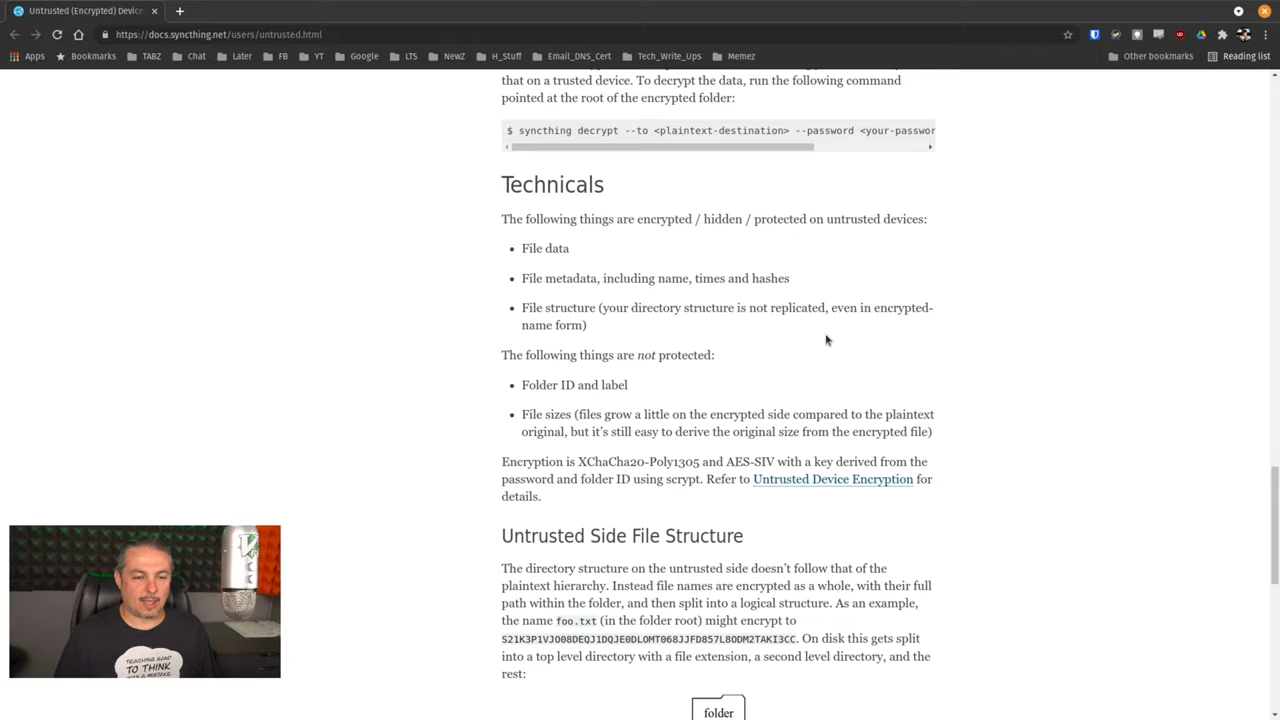 Untrusted (Encrypted) Device
https://docs.syncthing.net/users/untrusted.html
Apps
Bookmarks
TABZ
Chat
Later
FB
YT
Google
LTS
NewZ
H_Stuff
Email_DNS_Cert
Tech_Write_Ups
Memez
Other bookmarks
Reading list
that on a trusted device. To decrypt the data, run the following command
pointed at the root of the encrypted folder:
$ syncthing decrypt --to <plaintext-destination> --password <your-passwor
Technicals
The following things are encrypted / hidden / protected on untrusted devices:
• File data
• File metadata, including name, times and hashes
• File structure (your directory structure is not replicated, even in encrypted-
name form)
The following things are not protected:
• Folder ID and label
• File sizes (files grow a little on the encrypted side compared to the plaintext
original, but it's still easy to derive the original size from the encrypted file)
Encryption is XChaCha20-Poly1305 and AES-SIV with a key derived from the
password and folder ID using scrypt. Refer to Untrusted Device Encryption for
details.
Untrusted Side File Structure
The directory structure on the untrusted side doesn't follow that of the
plaintext hierarchy. Instead file names are encrypted as a whole, with their full
path within the folder, and then split into a logical structure. As an example,
the name foo.txt (in the folder root) might encrypt to
S21K3P1VJO08DEQJ1DQJE0DLOMT068JJFD857L8ODM2TAKI3CC. On disk this gets split
into a top level directory with a file extension, a second level directory, and the
rest:
folder
TEACHING SAND
TO THINK
WAS A MISTAKE.